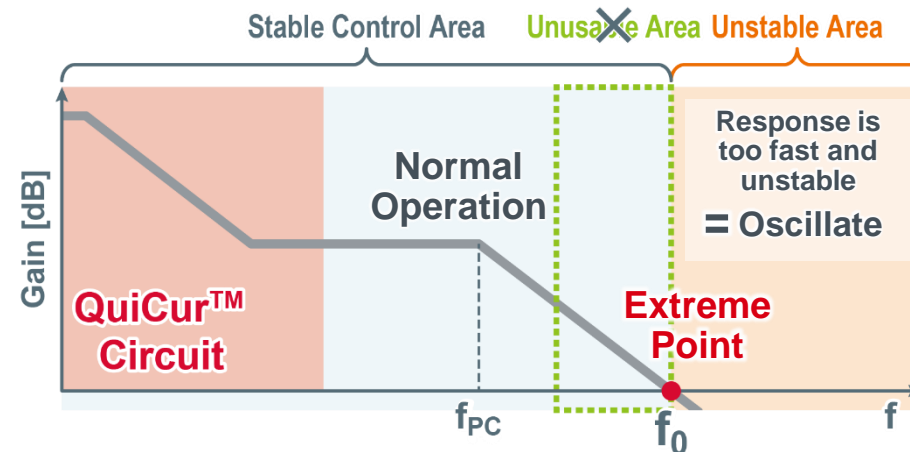 Stable Control Area
Unusable Area
Unstable Area
Response is
too fast and
unstable
= Oscillate
Normal
Operation
Gain [dB]
QuiCur™
Circuit
Extreme
Point
fPC
f0
f